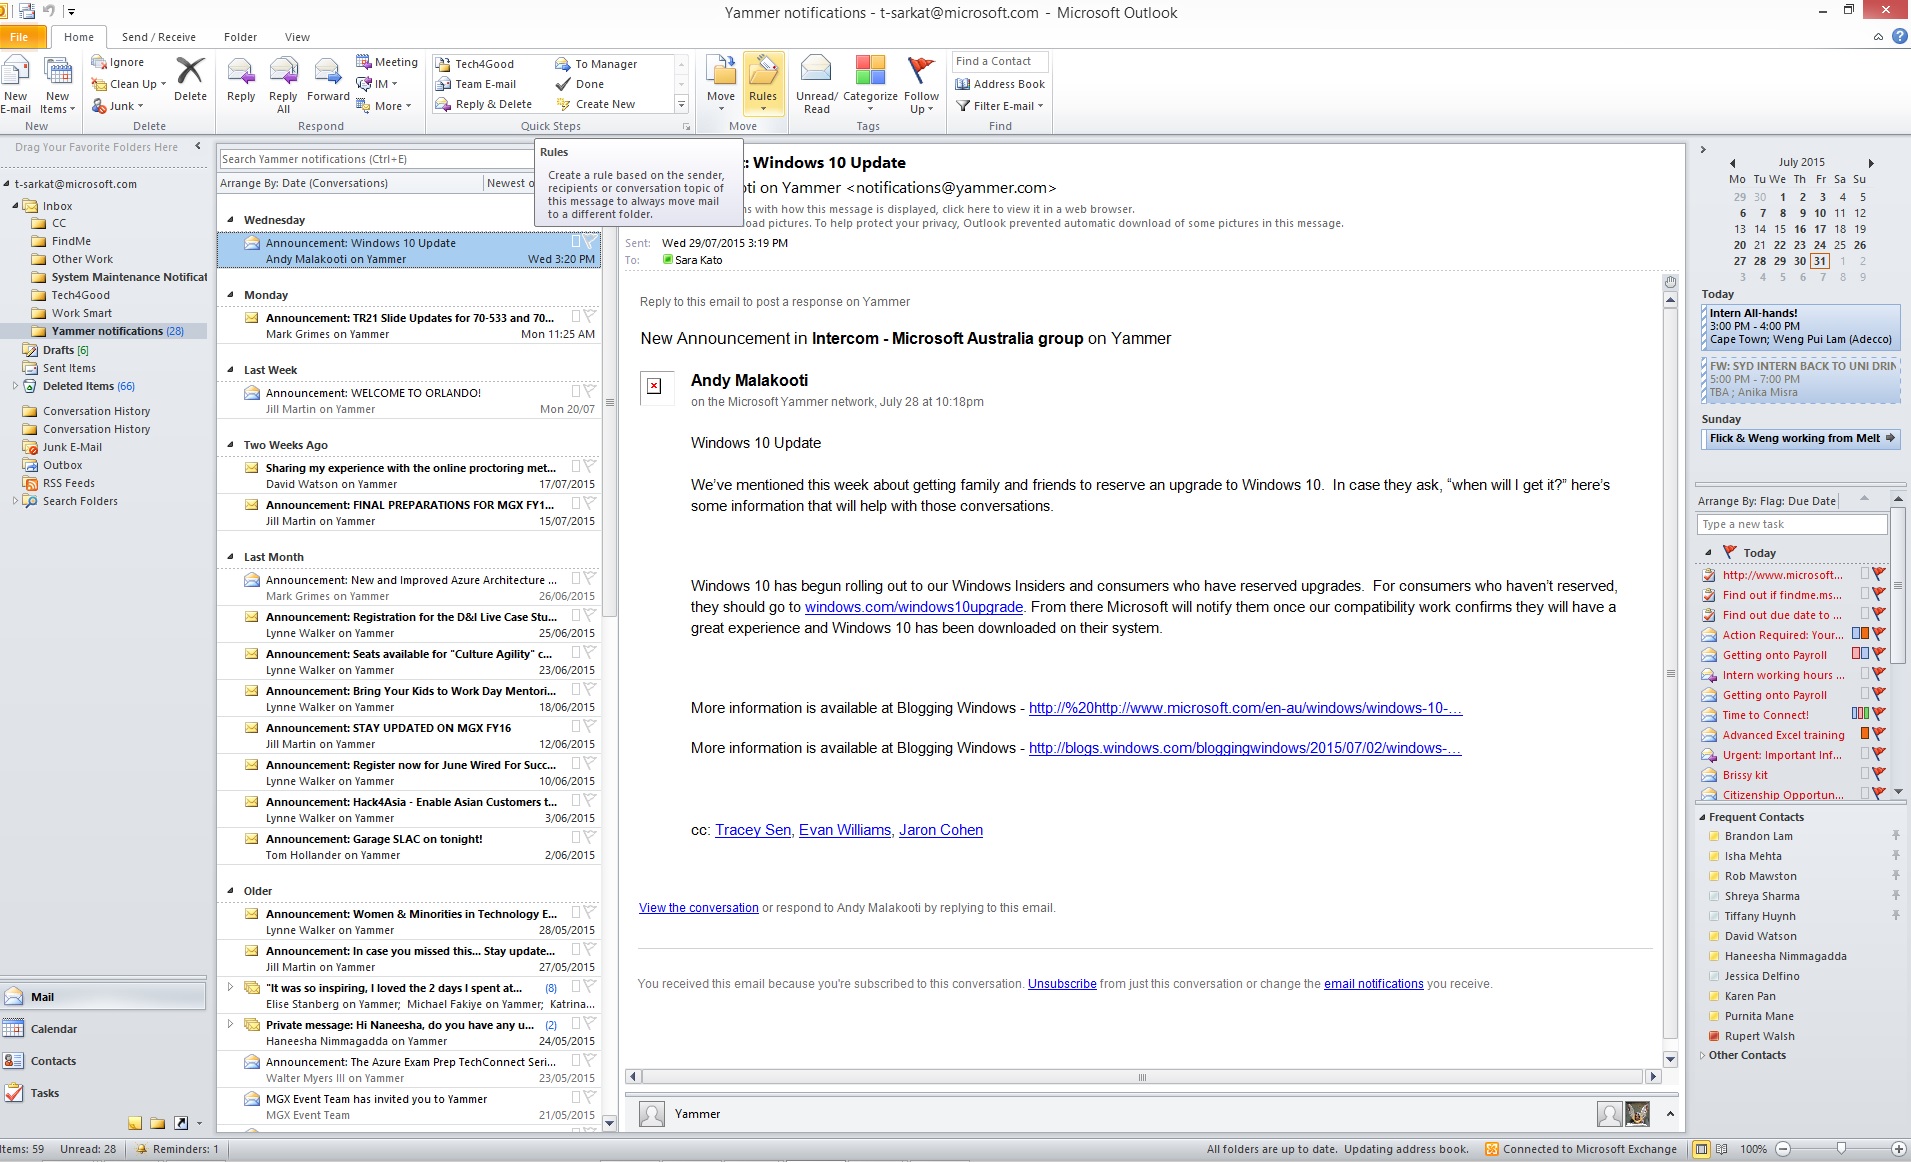 Yammer notifications - t-sarkat@microsoft.com - Microsoft Outlook
File Home Send / Receive Folder View
New E-mail
New Items
New
Ignore
Clean Up
Junk
Delete
Delete
Reply
Reply All
Forward
Meeting
IM
More
Respond
Tech4Good
Team E-mail
Reply & Delete
To Manager
Done
Create New
Quick Steps
Move
Rules
Move
Unread/ Read
Categorize
Follow Up
Tags
Find a Contact
Address Book
Filter E-mail
Find
Rules
Create a rule based on the sender,
recipients or conversation topic of
this message to always move mail
to a different folder.
Drag Your Favorite Folders Here
t-sarkat@microsoft.com
Inbox
CC
FindMe
Other Work
System Maintenance Notificat
Tech4Good
Work Smart
Yammer notifications (28)
Drafts [6]
Sent Items
Deleted Items (66)
Conversation History
Conversation History
Junk E-Mail
Outbox
RSS Feeds
Search Folders
Mail
Calendar
Contacts
Tasks
Search Yammer notifications (Ctrl+E)
Arrange By: Date (Conversations) Newest o
Wednesday
Announcement: Windows 10 Update
Andy Malakooti on Yammer Wed 3:20 PM
Monday
Announcement: TR21 Slide Updates for 70-533 and 70...
Mark Grimes on Yammer Mon 11:25 AM
Last Week
Announcement: WELCOME TO ORLANDO!
Jill Martin on Yammer Mon 20/07
Two Weeks Ago
Sharing my experience with the online proctoring met...
David Watson on Yammer 17/07/2015
Announcement: FINAL PREPARATIONS FOR MGX FY1...
Jill Martin on Yammer 15/07/2015
Last Month
Announcement: New and Improved Azure Architecture ...
Mark Grimes on Yammer 26/06/2015
Announcement: Registration for the D&I Live Case Stu...
Lynne Walker on Yammer 25/06/2015
Announcement: Seats available for "Culture Agility" c...
Lynne Walker on Yammer 23/06/2015
Announcement: Bring Your Kids to Work Day Mentori...
Lynne Walker on Yammer 18/06/2015
Announcement: STAY UPDATED ON MGX FY16
Jill Martin on Yammer 12/06/2015
Announcement: Register now for June Wired For Succ...
Lynne Walker on Yammer 10/06/2015
Announcement: Hack4Asia - Enable Asian Customers t...
Lynne Walker on Yammer 3/06/2015
Announcement: Garage SLAC on tonight!
Tom Hollander on Yammer 2/06/2015
Older
Announcement: Women & Minorities in Technology E...
Lynne Walker on Yammer 28/05/2015
Announcement: In case you missed this... Stay update...
Jill Martin on Yammer 27/05/2015
"It was so inspiring, I loved the 2 days I spent at... (8)
Elise Stanberg on Yammer; Michael Fakiye on Yammer; Katrina...
Private message: Hi Naneesha, do you have any u... (2)
Haneesha Nimmagadda on Yammer 24/05/2015
Announcement: The Azure Exam Prep TechConnect Seri...
Walter Myers III on Yammer 23/05/2015
MGX Event Team has invited you to Yammer
MGX Event Team 21/05/2015
: Windows 10 Update
oti on Yammer <notifications@yammer.com>
ms with how this message is displayed, click here to view it in a web browser.
load pictures. To help protect your privacy, Outlook prevented automatic download of some pictures in this message.
Sent: Wed 29/07/2015 3:19 PM
To: Sara Kato
Reply to this email to post a response on Yammer
New Announcement in Intercom - Microsoft Australia group on Yammer
Andy Malakooti
on the Microsoft Yammer network, July 28 at 10:18pm
Windows 10 Update
We've mentioned this week about getting family and friends to reserve an upgrade to Windows 10. In case they ask, “when will I get it?” here's
some information that will help with those conversations.
Windows 10 has begun rolling out to our Windows Insiders and consumers who have reserved upgrades. For consumers who haven't reserved,
they should go to windows.com/windows10upgrade. From there Microsoft will notify them once our compatibility work confirms they will have a
great experience and Windows 10 has been downloaded on their system.
More information is available at Blogging Windows - http://%20http://www.microsoft.com/en-au/windows/windows-10-...
More information is available at Blogging Windows - http://blogs.windows.com/bloggingwindows/2015/07/02/windows-...
cc: Tracey Sen, Evan Williams, Jaron Cohen
View the conversation or respond to Andy Malakooti by replying to this email.
You received this email because you're subscribed to this conversation. Unsubscribe from just this conversation or change the email notifications you receive.
Yammer
July 2015
Mo Tu We Th Fr Sa Su
29 30 1 2 3 4 5
6 7 8 9 10 11 12
13 14 15 16 17 18 19
20 21 22 23 24 25 26
27 28 29 30 31 1 2
3 4 5 6 7 8 9
Today
Intern All-hands!
3:00 PM - 4:00 PM
Cape Town; Weng Pui Lam (Adecco)
FW: SYD INTERN BACK TO UNI DRIN
5:00 PM - 7:00 PM
TBA ; Anika Misra
Sunday
Flick & Weng working from Melb
Arrange By: Flag: Due Date
Type a new task
Today
http://www.microsoft...
Find out if findme.ms...
Find out due date to ...
Action Required: Your...
Getting onto Payroll
Intern working hours ...
Getting onto Payroll
Time to Connect!
Advanced Excel training
Urgent: Important Inf...
Brissy kit
Citizenship Opportun...
Frequent Contacts
Brandon Lam
Isha Mehta
Rob Mawston
Shreya Sharma
Tiffany Huynh
David Watson
Haneesha Nimmagadda
Jessica Delfino
Karen Pan
Purnita Mane
Rupert Walsh
Other Contacts
Items: 59 Unread: 28 Reminders: 1
All folders are up to date. Updating address book. Connected to Microsoft Exchange 100%